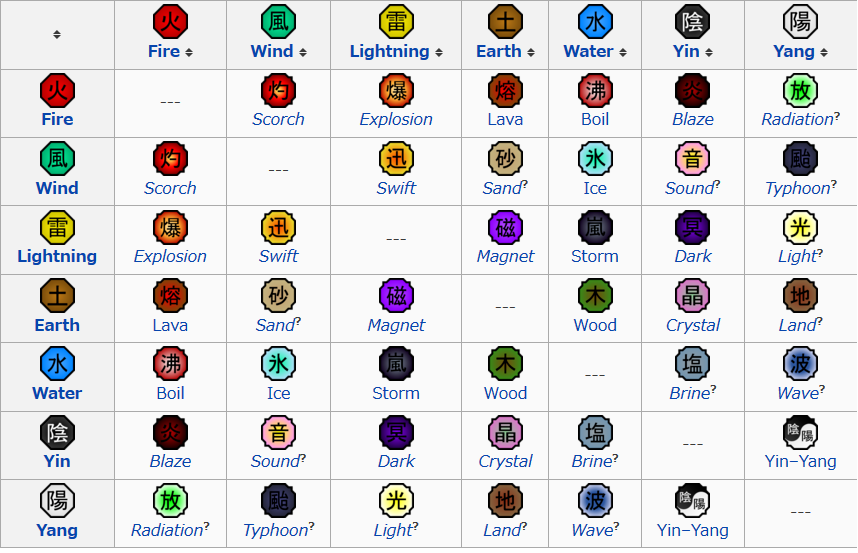 火 風 雷 土 水 陰 陽
Fire Wind Lightning Earth Water Yin Yang
火 灼 爆 熔 沸 炎 放
Fire --- Scorch Explosion Lava Boil Blaze Radiation?
風 灼 迅 砂 氷 音 颱
Wind Scorch --- Swift Sand? Ice Sound? Typhoon?
雷 爆 迅 磁 嵐 冥 光
Lightning Explosion Swift --- Magnet Storm Dark Light?
土 熔 砂 磁 木 晶 地
Earth Lava Sand? Magnet --- Wood Crystal Land?
水 沸 氷 嵐 木 塩 波
Water Boil Ice Storm Wood --- Brine? Wave?
陰 炎 音 冥 晶 塩 陰陽
Yin Blaze Sound? Dark Crystal Brine? --- Yin–Yang
陽 放 颱 光 地 波 陰陽
Yang Radiation? Typhoon? Light? Land? Wave? Yin–Yang ---